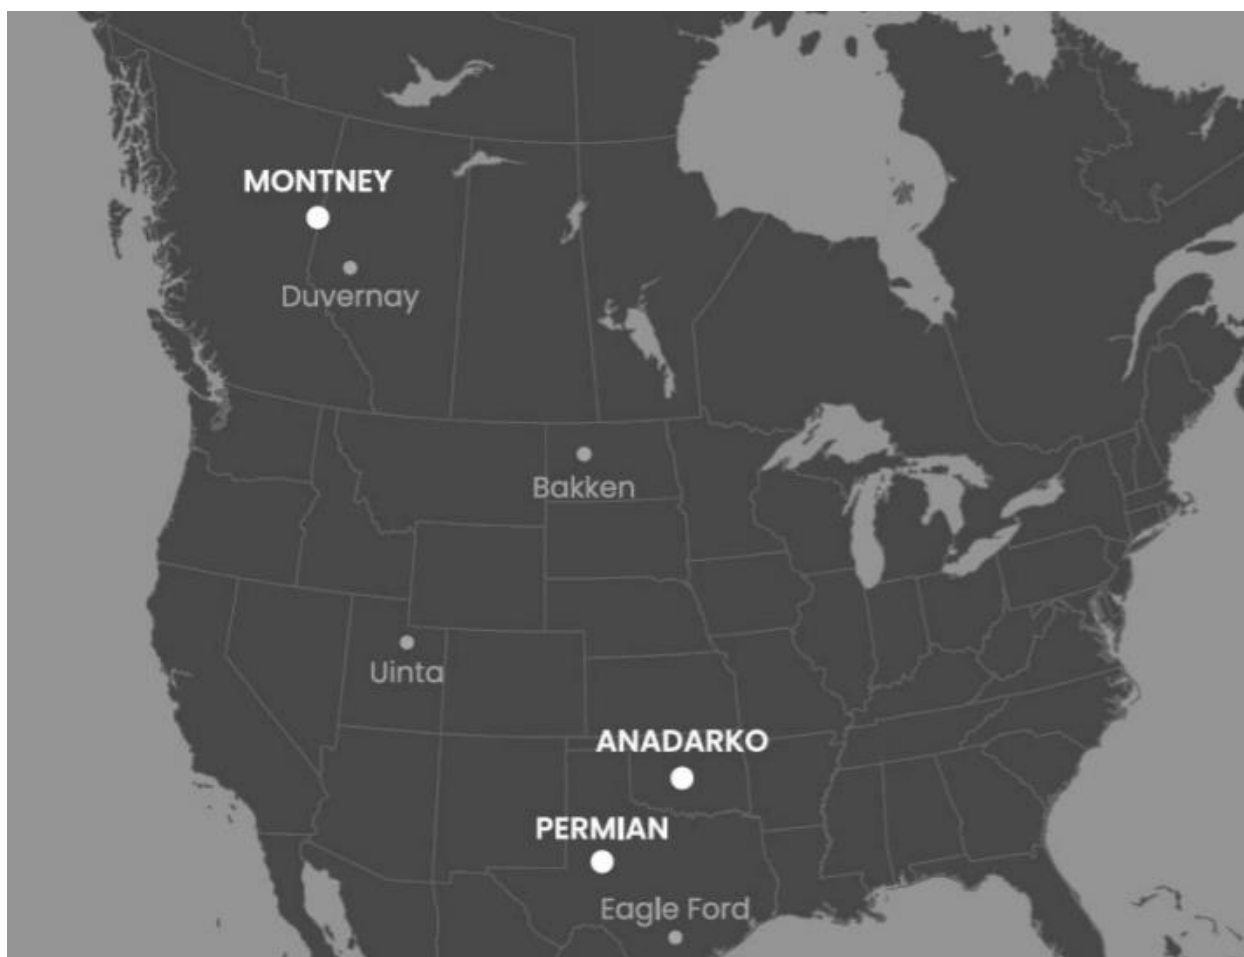 MONTNEY
Duvernay
Bakken
Uinta
ANADARKO
PERMIAN
Eagle Ford